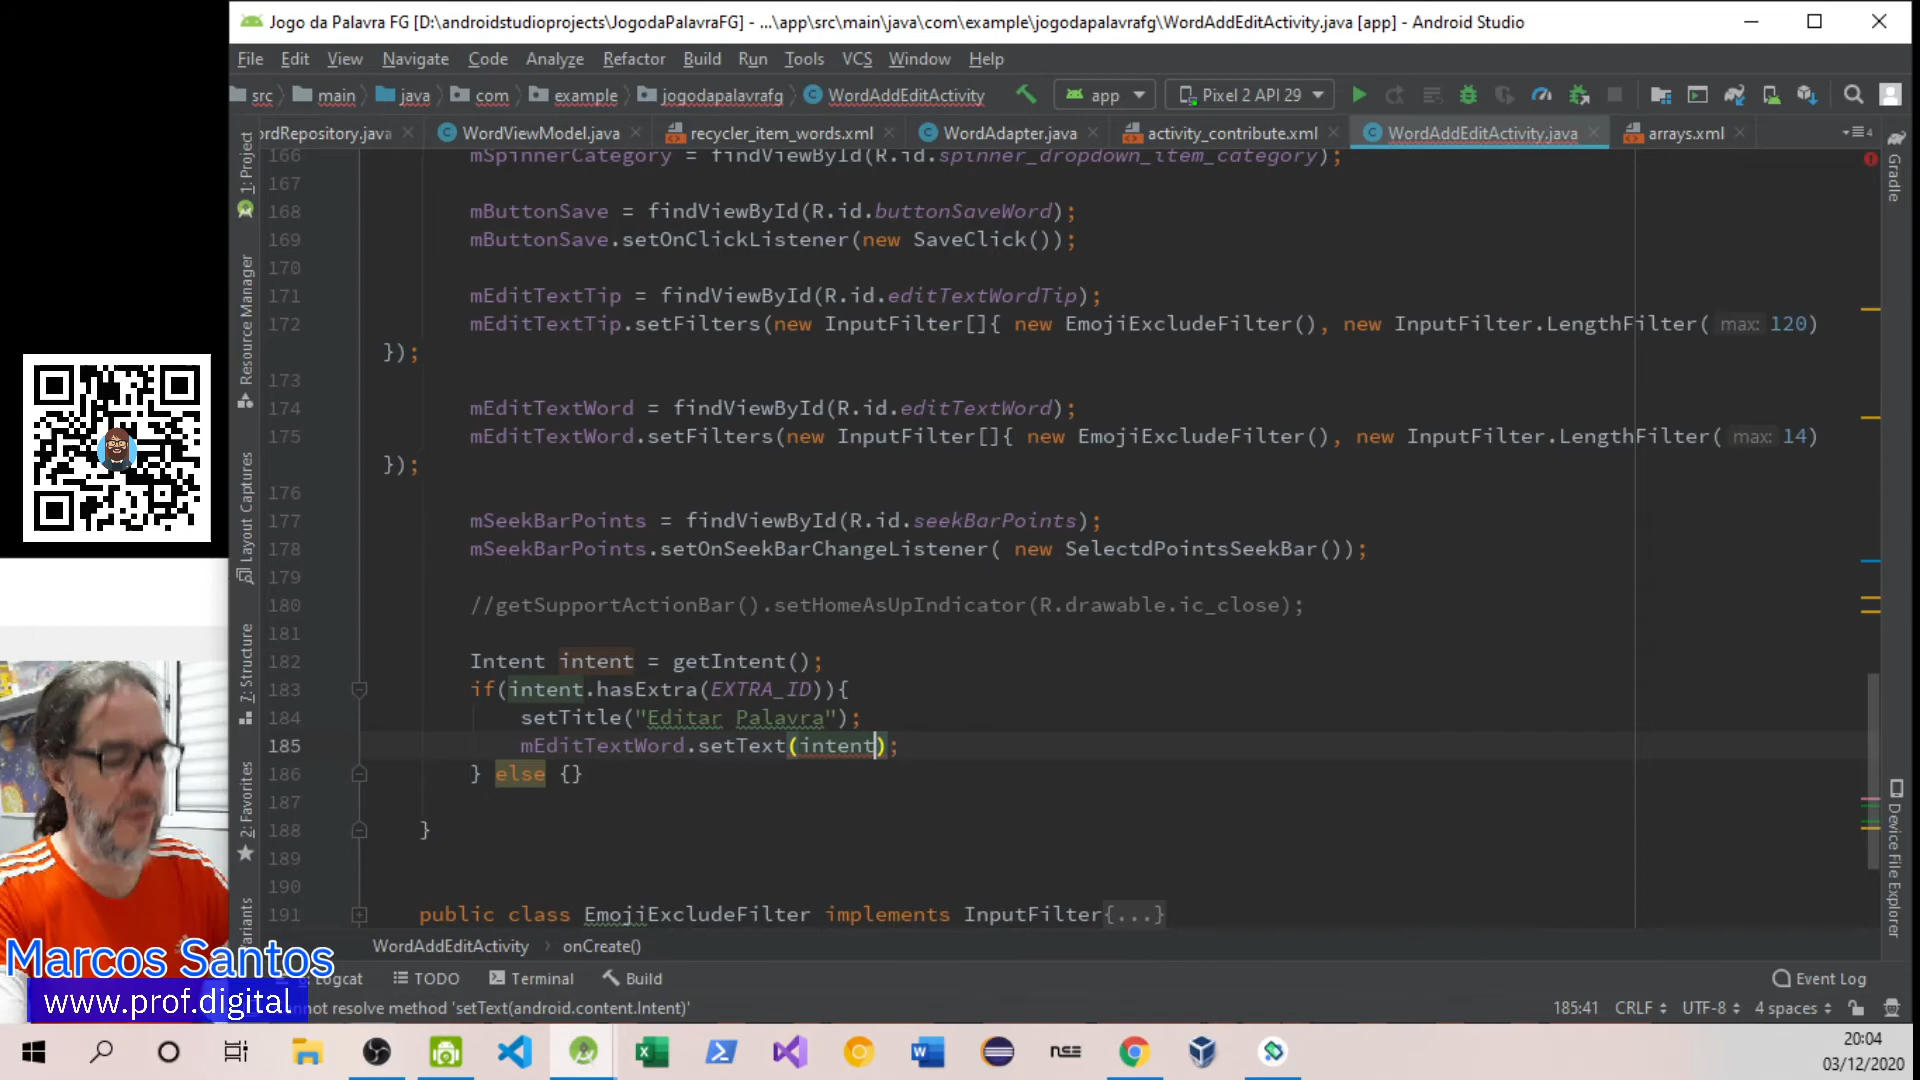 Jogo da Palavra FG [D:\androidstudioprojects\JogodaPalavraFG] - ...\app\src\main\java\com\example\jogodapalavrafg\WordAddEditActivity.java [app] - Android Studio
File Edit View Navigate Code Analyze Refactor Build Run Tools VCS Window Help
src main java com example jogodapalavrafg WordAddEditActivity app Pixel 2 API 29
ordRepository.java WordViewModel.java recycler_item_words.xml WordAdapter.java activity_contribute.xml WordAddEditActivity.java arrays.xml 4
166 mSpinnerCategory = findViewById(R.id.spinner_dropdown_item_category);
167
168 mButtonSave = findViewById(R.id.buttonSaveWord);
169 mButtonSave.setOnClickListener(new SaveClick());
170
171 mEditTextTip = findViewById(R.id.editTextWordTip);
172 mEditTextTip.setFilters(new InputFilter[]{ new EmojiExcludeFilter(), new InputFilter.LengthFilter( max: 120)
});
173
174 mEditTextWord = findViewById(R.id.editTextWord);
175 mEditTextWord.setFilters(new InputFilter[]{ new EmojiExcludeFilter(), new InputFilter.LengthFilter( max: 14)
});
176
177 mSeekBarPoints = findViewById(R.id.seekBarPoints);
178 mSeekBarPoints.setOnSeekBarChangeListener( new SelectdPointsSeekBar());
179
180 //getSupportActionBar().setHomeAsUpIndicator(R.drawable.ic_close);
181
182 Intent intent = getIntent();
183 if(intent.hasExtra(EXTRA_ID)){
184 setTitle("Editar Palavra");
185 mEditTextWord.setText(intent);
186 } else {}
187
188 }
189
190
191 public class EmojiExcludeFilter implements InputFilter{...}
WordAddEditActivity onCreate()
Logcat TODO Terminal Build Event Log
not resolve method 'setText(android.content.Intent)' 185:41 CRLF UTF-8 4 spaces
1: Project
Resource Manager
Layout Captures
7: Structure
2: Favorites
ariants
Gradle
Device File Explorer
Marcos Santos
www.prof.digital
20:04
03/12/2020